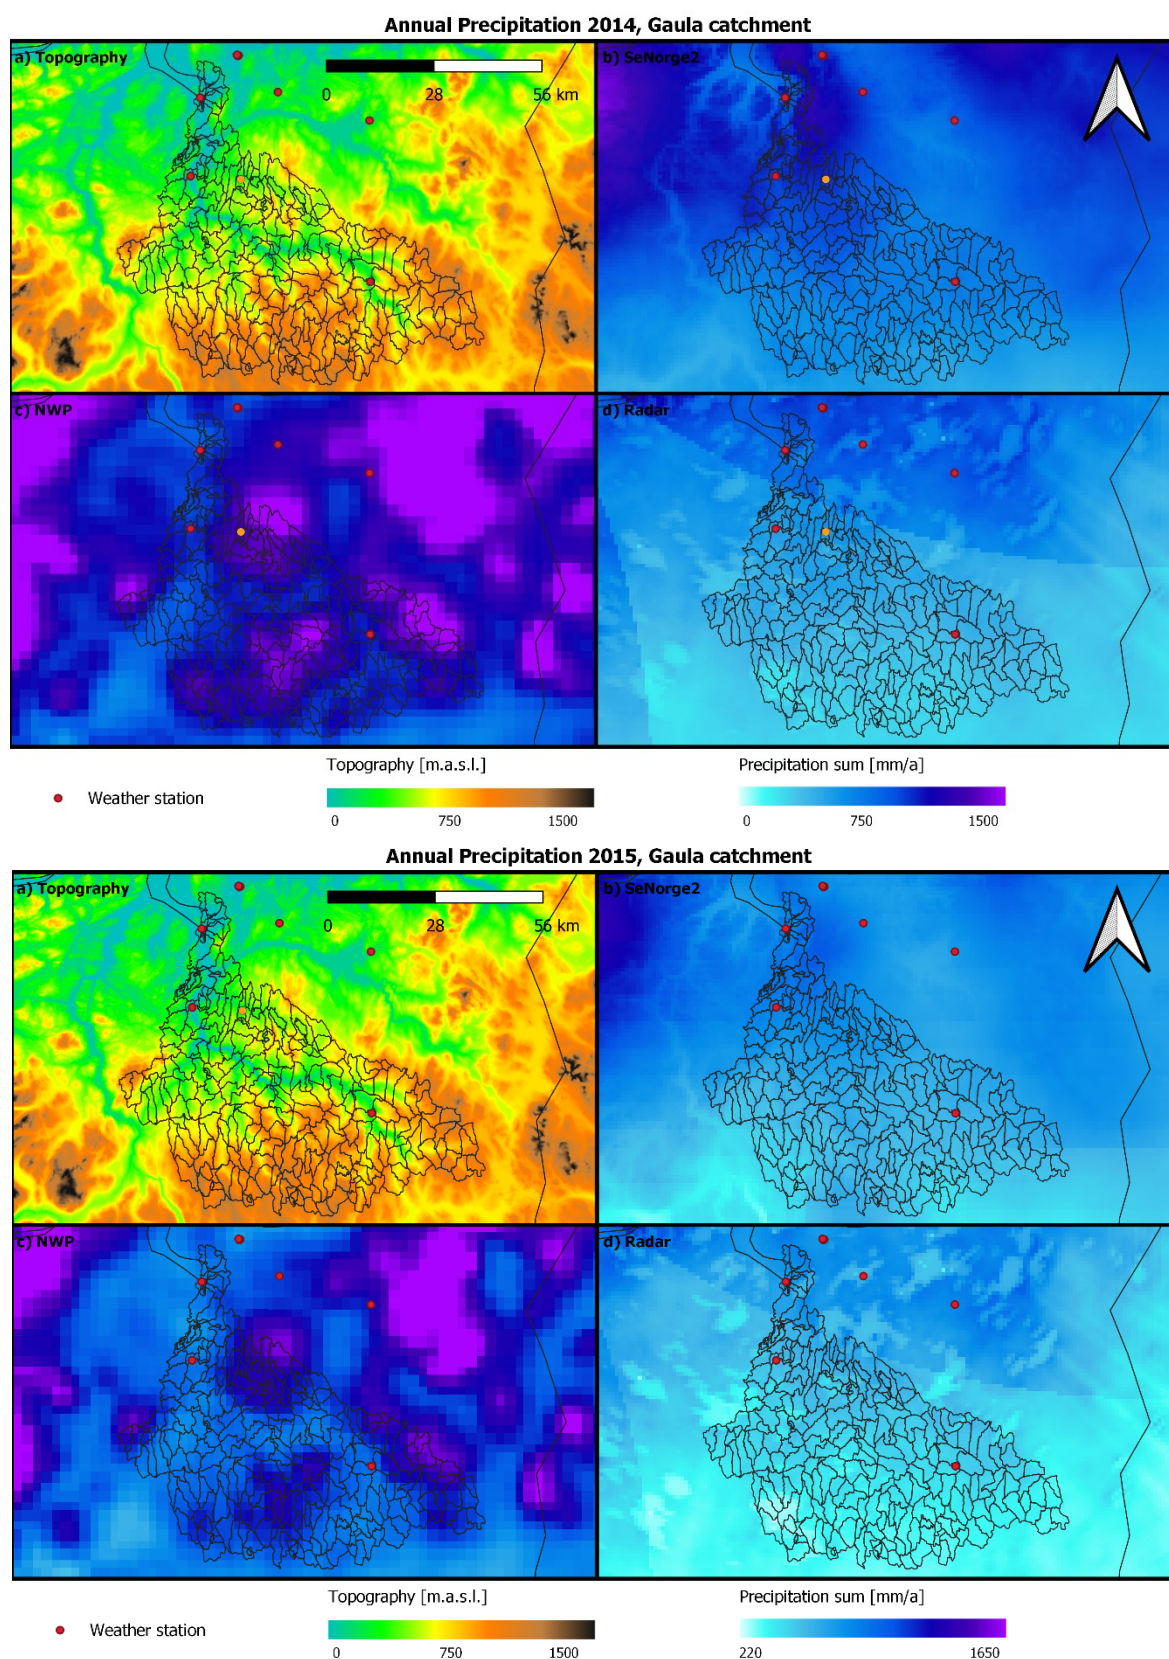 Annual Precipitation 2014, Gaula catchment
a) Topography
0 28 56 km
b) SeNorge2
c) NWP
d) Radar
Weather station
Topography [m.a.s.l.]
0 750 1500
Precipitation sum [mm/a]
0 750 1500
Annual Precipitation 2015, Gaula catchment
a) Topography
0 28 56 km
b) SeNorge2
c) NWP
d) Radar
Weather station
Topography [m.a.s.l.]
0 750 1500
Precipitation sum [mm/a]
220 1650